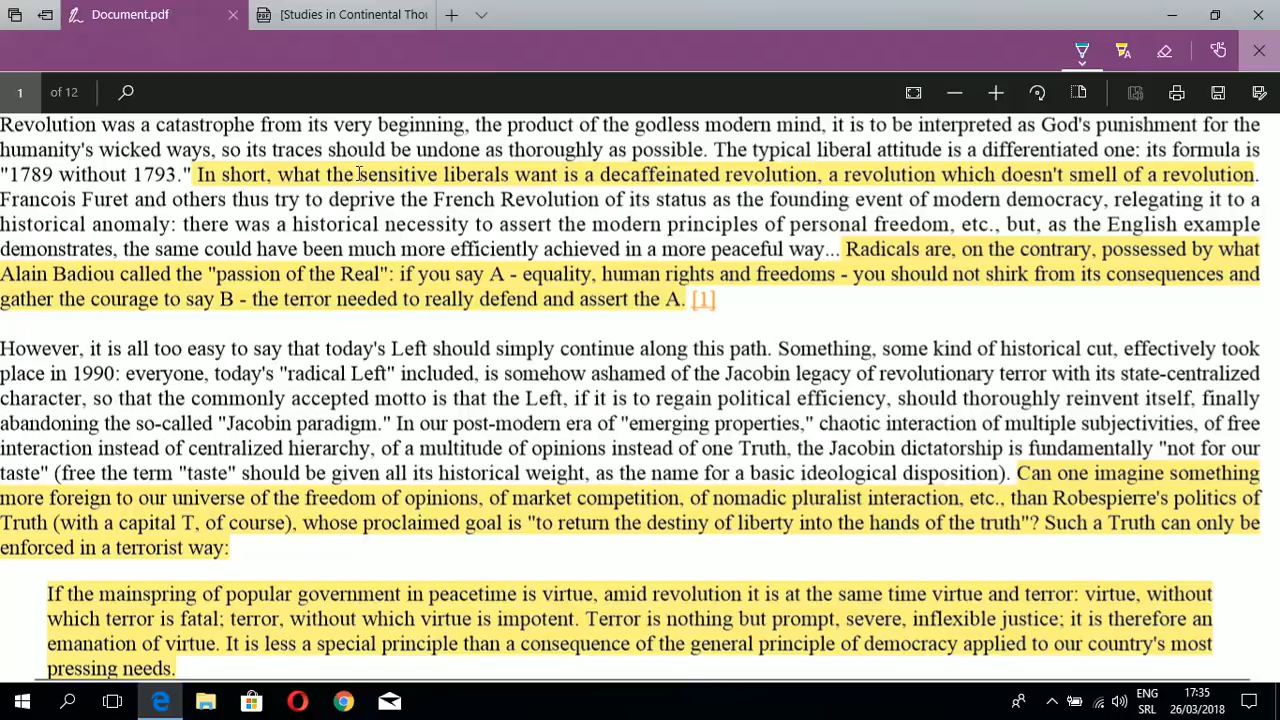 Document.pdf
[Studies in Continental Thou
1
of 12
Revolution was a catastrophe from its very beginning, the product of the godless modern mind, it is to be interpreted as God's punishment for the
humanity's wicked ways, so its traces should be undone as thoroughly as possible. The typical liberal attitude is a differentiated one: its formula is
"1789 without 1793." In short, what the sensitive liberals want is a decaffeinated revolution, a revolution which doesn't smell of a revolution.
Francois Furet and others thus try to deprive the French Revolution of its status as the founding event of modern democracy, relegating it to a
historical anomaly: there was a historical necessity to assert the modern principles of personal freedom, etc., but, as the English example
demonstrates, the same could have been much more efficiently achieved in a more peaceful way... Radicals are, on the contrary, possessed by what
Alain Badiou called the "passion of the Real": if you say A - equality, human rights and freedoms - you should not shirk from its consequences and
gather the courage to say B - the terror needed to really defend and assert the A. [1]
However, it is all too easy to say that today's Left should simply continue along this path. Something, some kind of historical cut, effectively took
place in 1990: everyone, today's "radical Left" included, is somehow ashamed of the Jacobin legacy of revolutionary terror with its state-centralized
character, so that the commonly accepted motto is that the Left, if it is to regain political efficiency, should thoroughly reinvent itself, finally
abandoning the so-called "Jacobin paradigm." In our post-modern era of "emerging properties," chaotic interaction of multiple subjectivities, of free
interaction instead of centralized hierarchy, of a multitude of opinions instead of one Truth, the Jacobin dictatorship is fundamentally "not for our
taste" (free the term "taste" should be given all its historical weight, as the name for a basic ideological disposition). Can one imagine something
more foreign to our universe of the freedom of opinions, of market competition, of nomadic pluralist interaction, etc., than Robespierre's politics of
Truth (with a capital T, of course), whose proclaimed goal is "to return the destiny of liberty into the hands of the truth"? Such a Truth can only be
enforced in a terrorist way:
If the mainspring of popular government in peacetime is virtue, amid revolution it is at the same time virtue and terror: virtue, without
which terror is fatal; terror, without which virtue is impotent. Terror is nothing but prompt, severe, inflexible justice; it is therefore an
emanation of virtue. It is less a special principle than a consequence of the general principle of democracy applied to our country's most
pressing needs.
ENG
SRL
17:35
26/03/2018